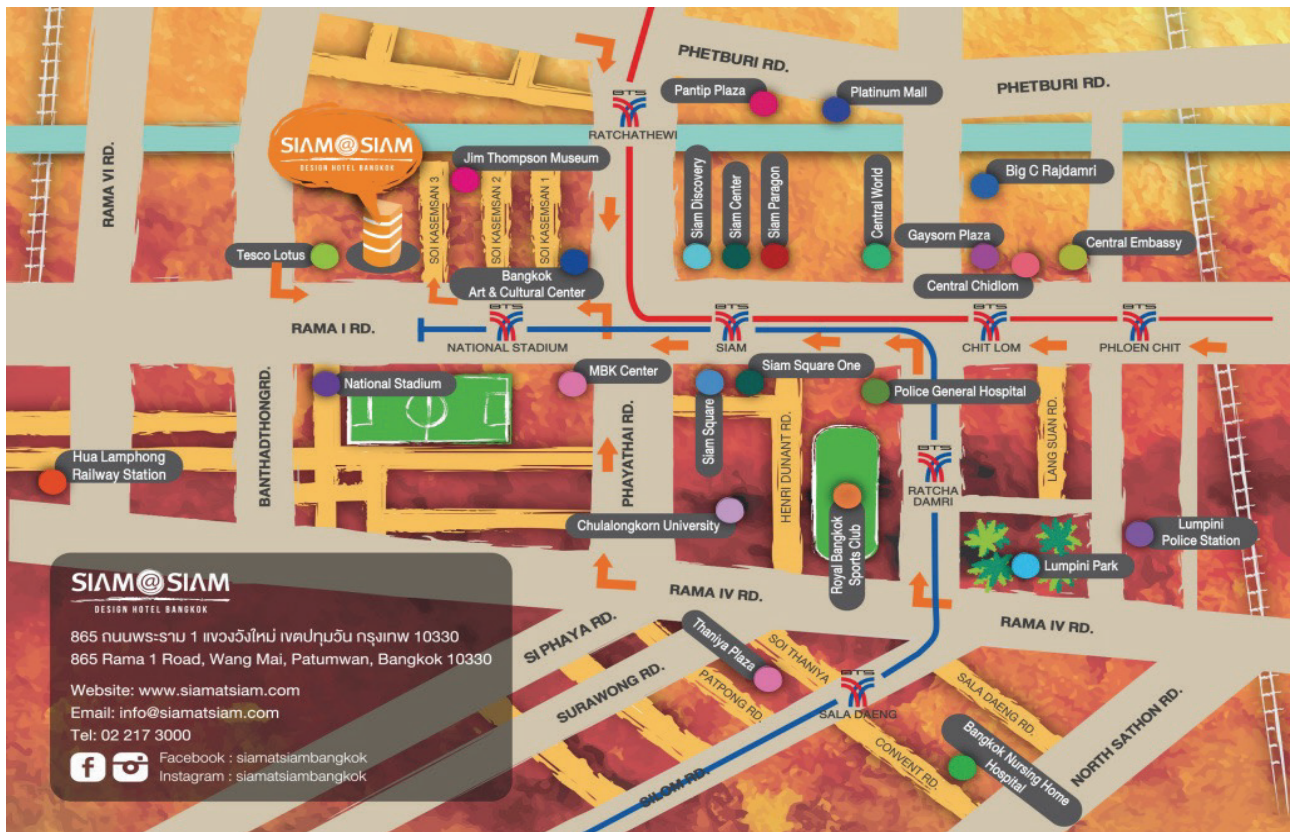 PHETBURI RD.
PHETBURI RD.
Pantip Plaza
Platinum Mall
BTS
RATCHATHEWI
SIAM@SIAM
DESIGN HOTEL BANGKOK
Jim Thompson Museum
RAMA VI RD.
SOI KASEMSAN 3
SOI KASEMSAN 2
SOI KASEMSAN 1
Siam Discovery
Siam Center
Siam Paragon
Central World
Big C Rajdamri
Gaysorn Plaza
Central Embassy
Central Chidlom
Tesco Lotus
Bangkok
Art & Cultural Center
RAMA I RD.
BTS
NATIONAL STADIUM
BTS
SIAM
BTS
CHIT LOM
BTS
PHLOEN CHIT
National Stadium
MBK Center
Siam Square One
Siam Square
Police General Hospital
BANTHADTHONGRD.
PHAYATHAI RD.
HENRI DUNANT RD.
LANG SUAN RD.
Hua Lamphong
Railway Station
BTS
RATCHA
DAMRI
Chulalongkorn University
Royal Bangkok
Sports Club
Lumpini
Police Station
Lumpini Park
RAMA IV RD.
RAMA IV RD.
SI PHAYA RD.
SURAWONG RD.
Thaniya Plaza
SOI THANIYA
PATPONG RD.
BTS
SALA DAENG
SALA DAENG RD.
CONVENT RD.
SILOM RD.
NORTH SATHON RD.
Bangkok Nursing Home
Hospital
SIAM@SIAM
DESIGN HOTEL BANGKOK
865 ถนนพระราม 1 แขวงวังใหม่ เขตปทุมวัน กรุงเทพ 10330
865 Rama 1 Road, Wang Mai, Patumwan, Bangkok 10330
Website: www.siamatsiam.com
Email: info@siamatsiam.com
Tel: 02 217 3000
Facebook : siamatsiambangkok
Instagram : siamatsiambangkok